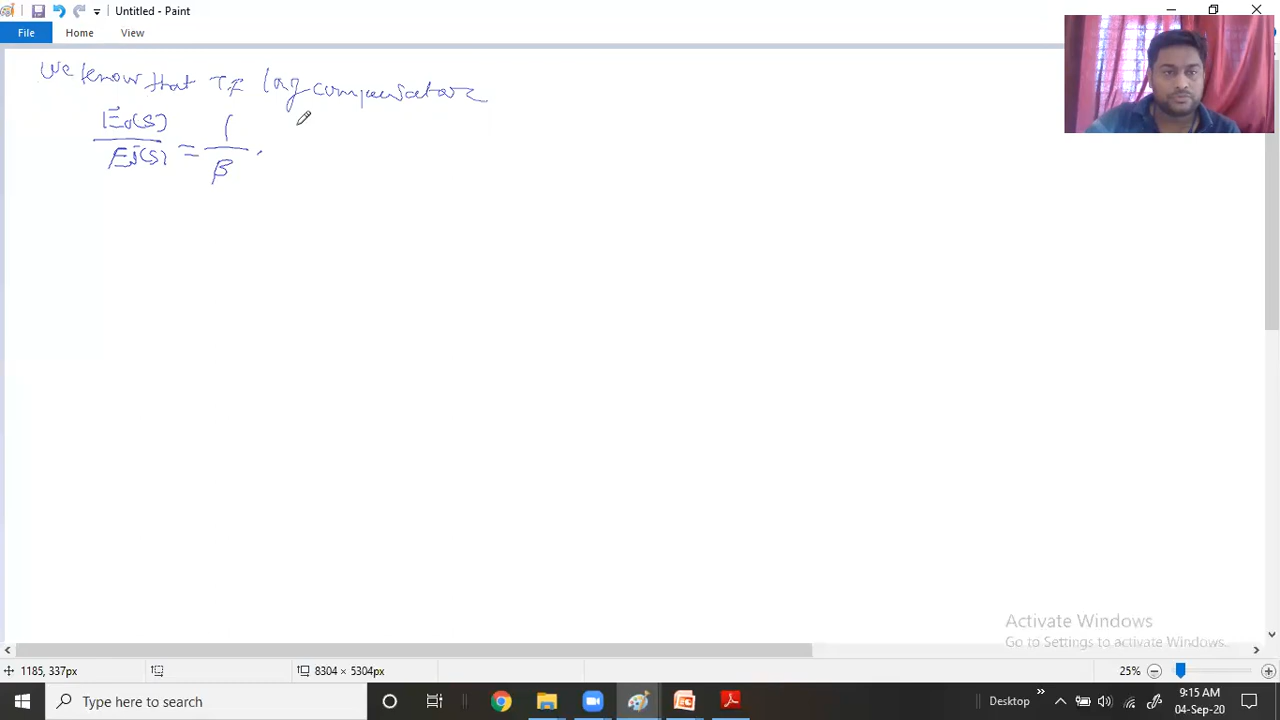 Untitled - Paint
File Home View
We know that TF lag compensator
Eo(s) / Ei(s) = 1 / β .
Activate Windows
Go to Settings to activate Windows.
1185, 337px
8304 × 5304px
25%
Type here to search
Desktop
9:15 AM
04-Sep-20